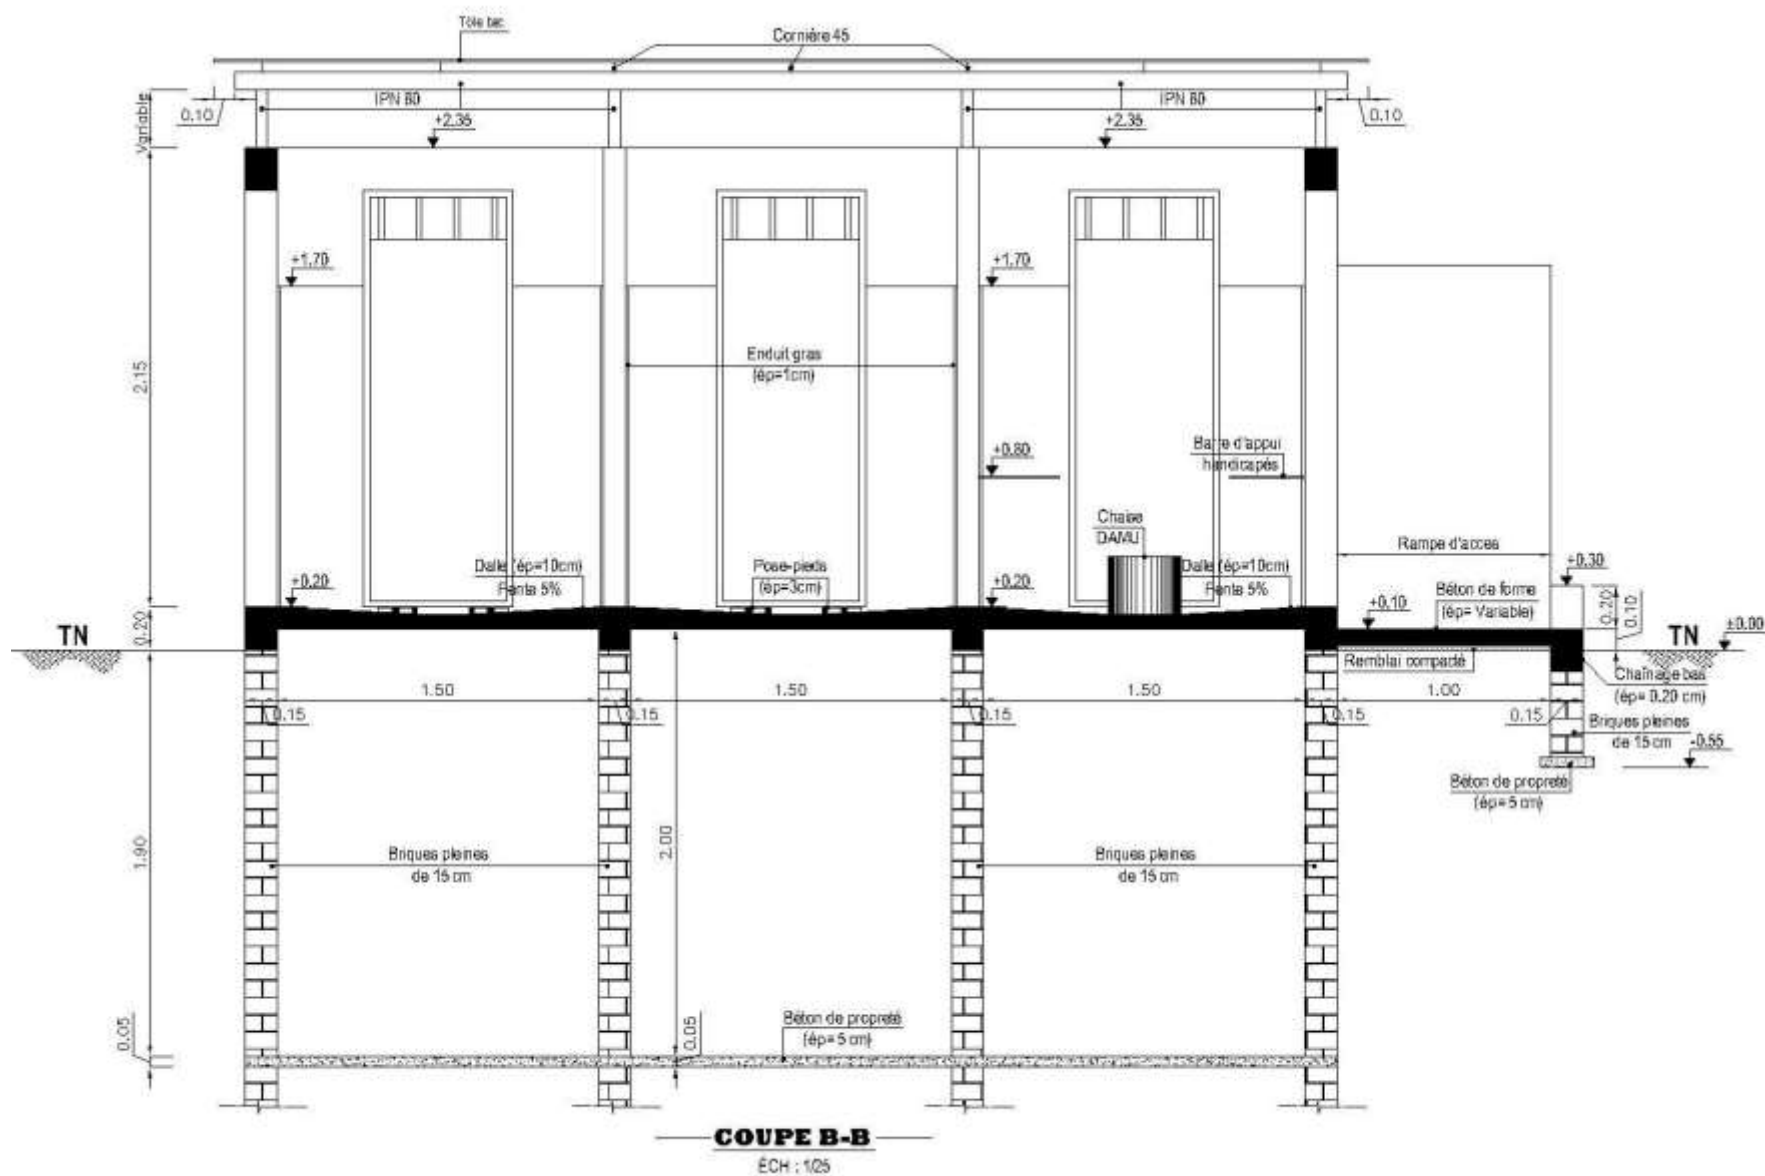 Tôle bac
Cornière 45
IPN 80
IPN 80
0.10
0.10
Variable
+2.35
+2.35
+1.70
+1.70
2.15
Enduit gras
(ép=1cm)
+0.80
Barre d'appui
handicapés
Chaise
DAMU
Rampe d'acces
+0.30
+0.20
Dalle (ép=10cm)
Pente 5%
Pose-pieds
(ép=3cm)
+0.20
Dalle (ép=10cm)
Pente 5%
+0.10
Béton de forme
(ép= Variable)
0.20
0.10
0.20
TN
TN
±0.00
Remblai compacté
1.50
1.50
1.50
1.00
Chaînage bas
(ép= 0.20 cm)
0.15
0.15
0.15
0.15
0.15
Briques pleines
de 15 cm
-0.55
Béton de propreté
(ép= 5 cm)
1.90
2.00
Briques pleines
de 15 cm
Briques pleines
de 15 cm
0.05
0.05
Béton de propreté
(ép= 5 cm)
COUPE B-B
ÉCH : 1/25